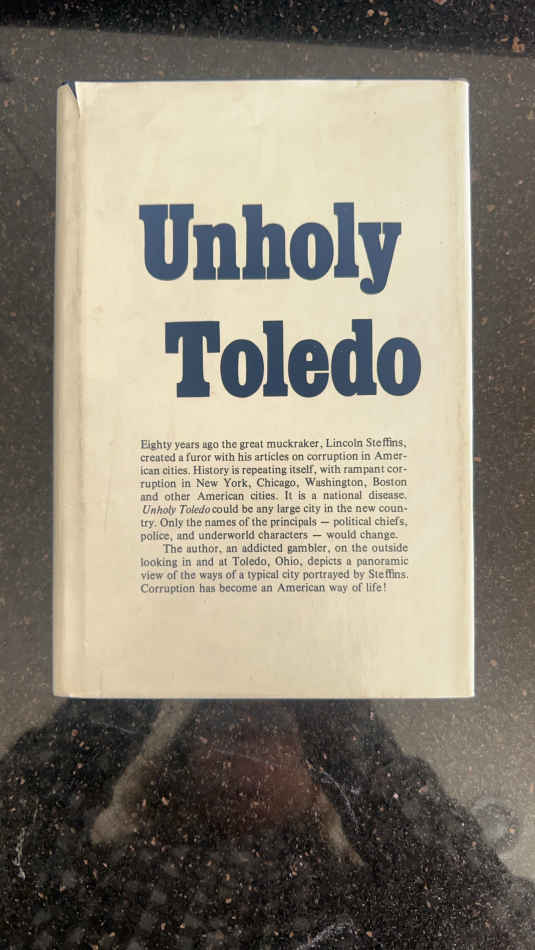 Unholy
Toledo
Eighty years ago the great muckraker, Lincoln Steffins,
created a furor with his articles on corruption in Amer-
ican cities. History is repeating itself, with rampant cor-
ruption in New York, Chicago, Washington, Boston
and other American cities. It is a national disease.
Unholy Toledo could be any large city in the new coun-
try. Only the names of the principals — political chiefs,
police, and underworld characters — would change.
The author, an addicted gambler, on the outside
looking in and at Toledo, Ohio, depicts a panoramic
view of the ways of a typical city portrayed by Steffins.
Corruption has become an American way of life!